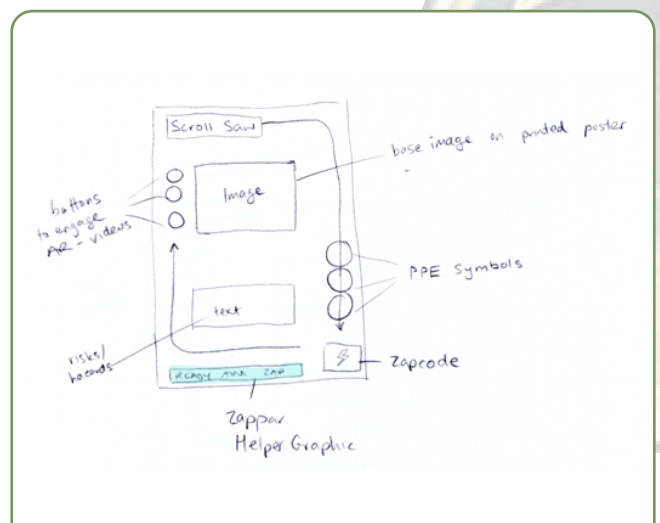 Scroll Saw
base image on printed poster
Image
buttons
to engage
AR - videos
PPE Symbols
text
risks/
hazards
READY AIM ZAP
Zapcode
Zappar
Helper Graphic